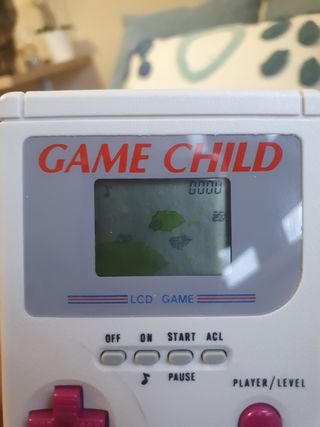 GAME CHILD
0000
LCD GAME
OFF ON START ACL
♪ PAUSE
PLAYER/LEVEL